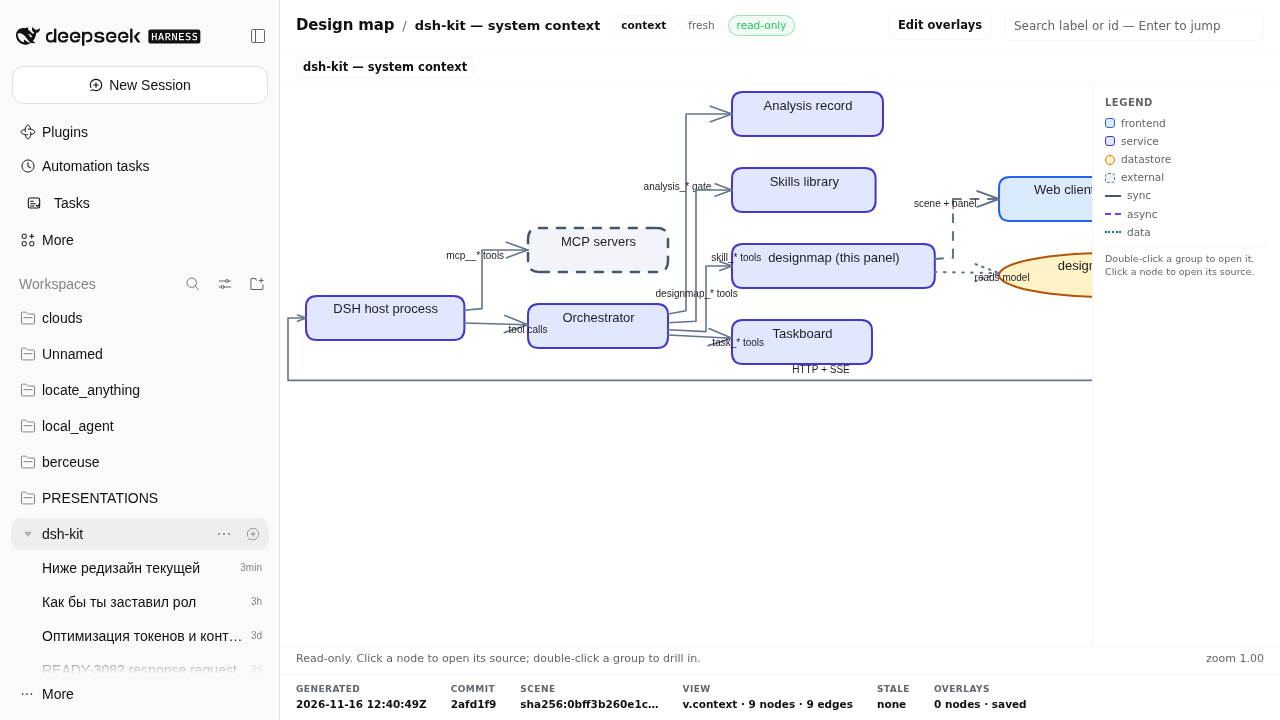 deepseek HARNESS
New Session
Plugins
Automation tasks
Tasks
More
Workspaces
clouds
Unnamed
locate_anything
local_agent
berceuse
PRESENTATIONS
dsh-kit
Ниже редизайн текущей 3min
Как бы ты заставил рол 3h
Оптимизация токенов и конт… 3d
READY-3082 response request 3d
More
Design map / dsh-kit — system context context fresh read-only
Edit overlays
Search label or id — Enter to jump
dsh-kit — system context
Analysis record
analysis_* gate
Skills library
scene + panel
Web client
MCP servers
mcp__* tools
skill_* tools
designmap (this panel)
reads model
design
designmap_* tools
DSH host process
tool calls
Orchestrator
Taskboard
task_* tools
HTTP + SSE
LEGEND
frontend
service
datastore
external
sync
async
data
Double-click a group to open it.
Click a node to open its source.
Read-only. Click a node to open its source; double-click a group to drill in.
zoom 1.00
GENERATED
2026-11-16 12:40:49Z
COMMIT
2afd1f9
SCENE
sha256:0bff3b260e1c…
VIEW
v.context · 9 nodes · 9 edges
STALE
none
OVERLAYS
0 nodes · saved